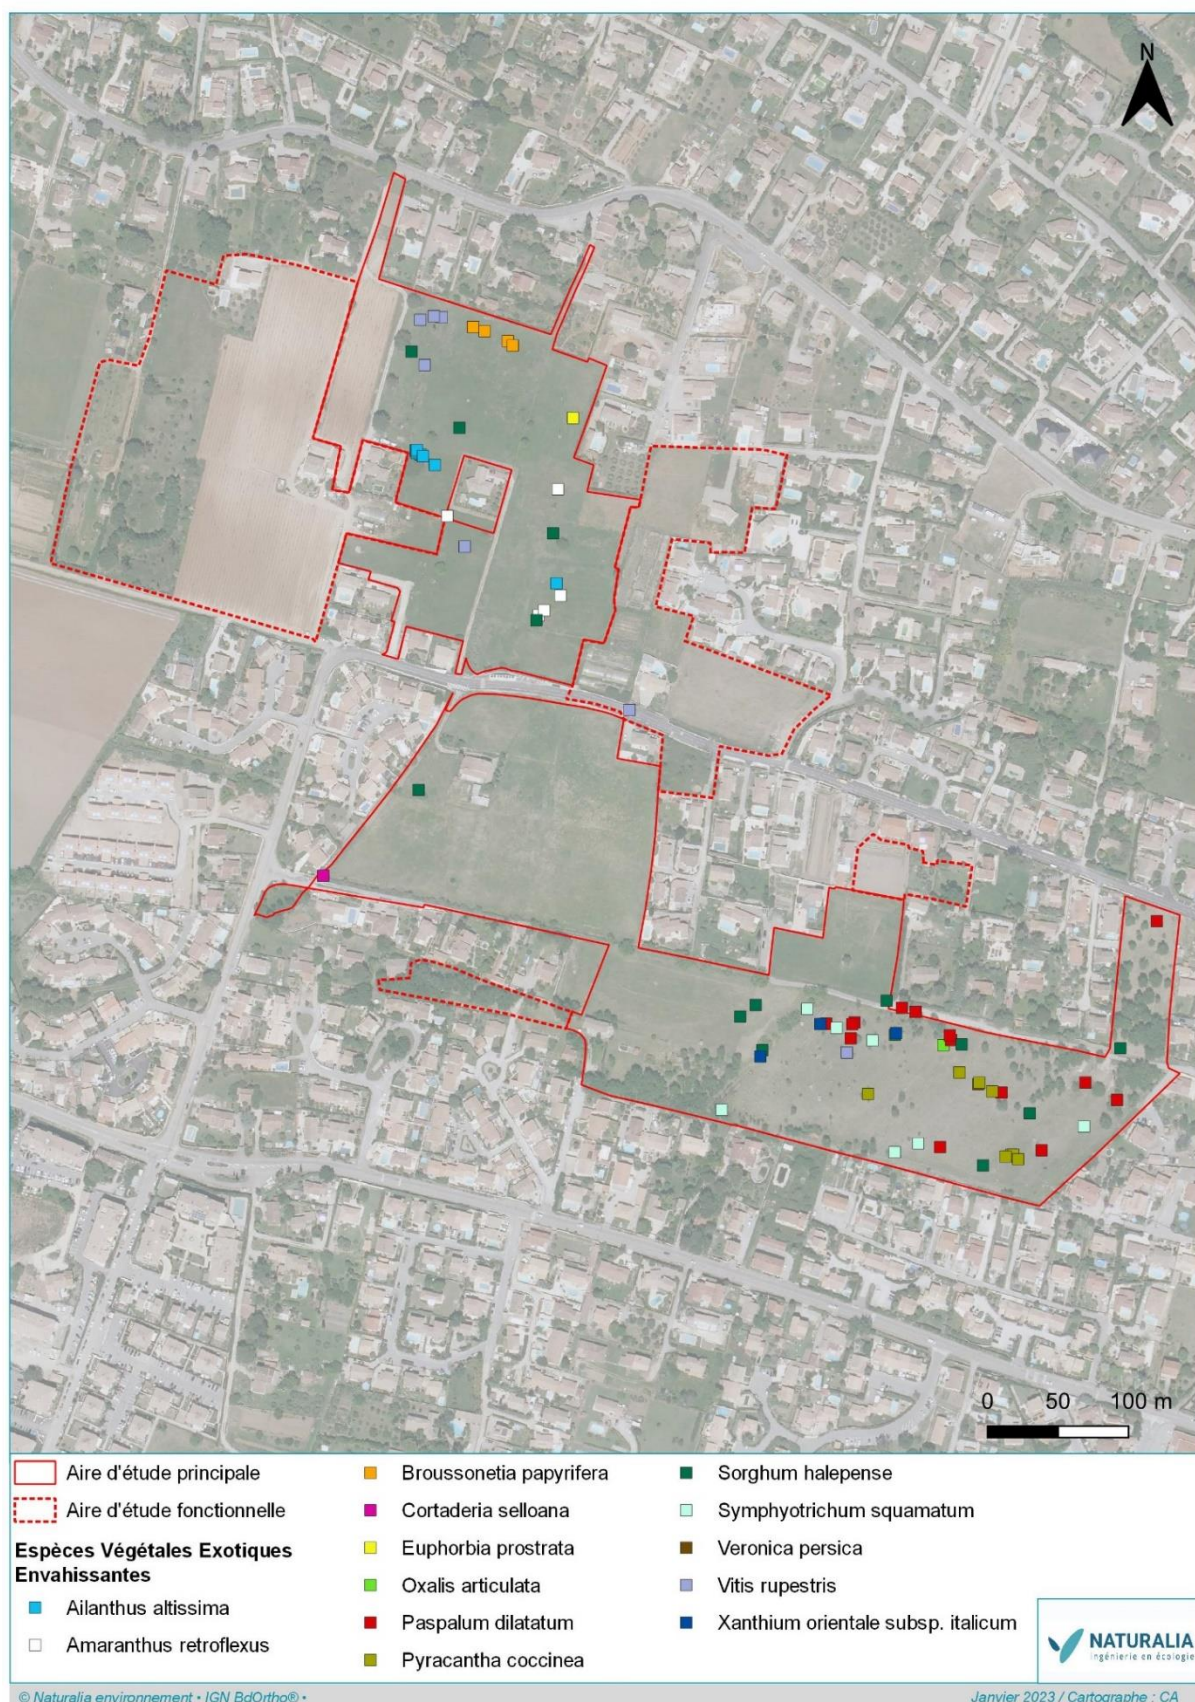 N
0 50 100 m
Aire d'étude principale
Aire d'étude fonctionnelle
Espèces Végétales Exotiques
Envahissantes
Ailanthus altissima
Amaranthus retroflexus
Broussonetia papyrifera
Cortaderia selloana
Euphorbia prostrata
Oxalis articulata
Paspalum dilatatum
Pyracantha coccinea
Sorghum halepense
Symphyotrichum squamatum
Veronica persica
Vitis rupestris
Xanthium orientale subsp. italicum
NATURALIA
ingénierie en écologie
© Naturalia environnement • IGN BdOrtho® •
Janvier 2023 / Cartographe : CA